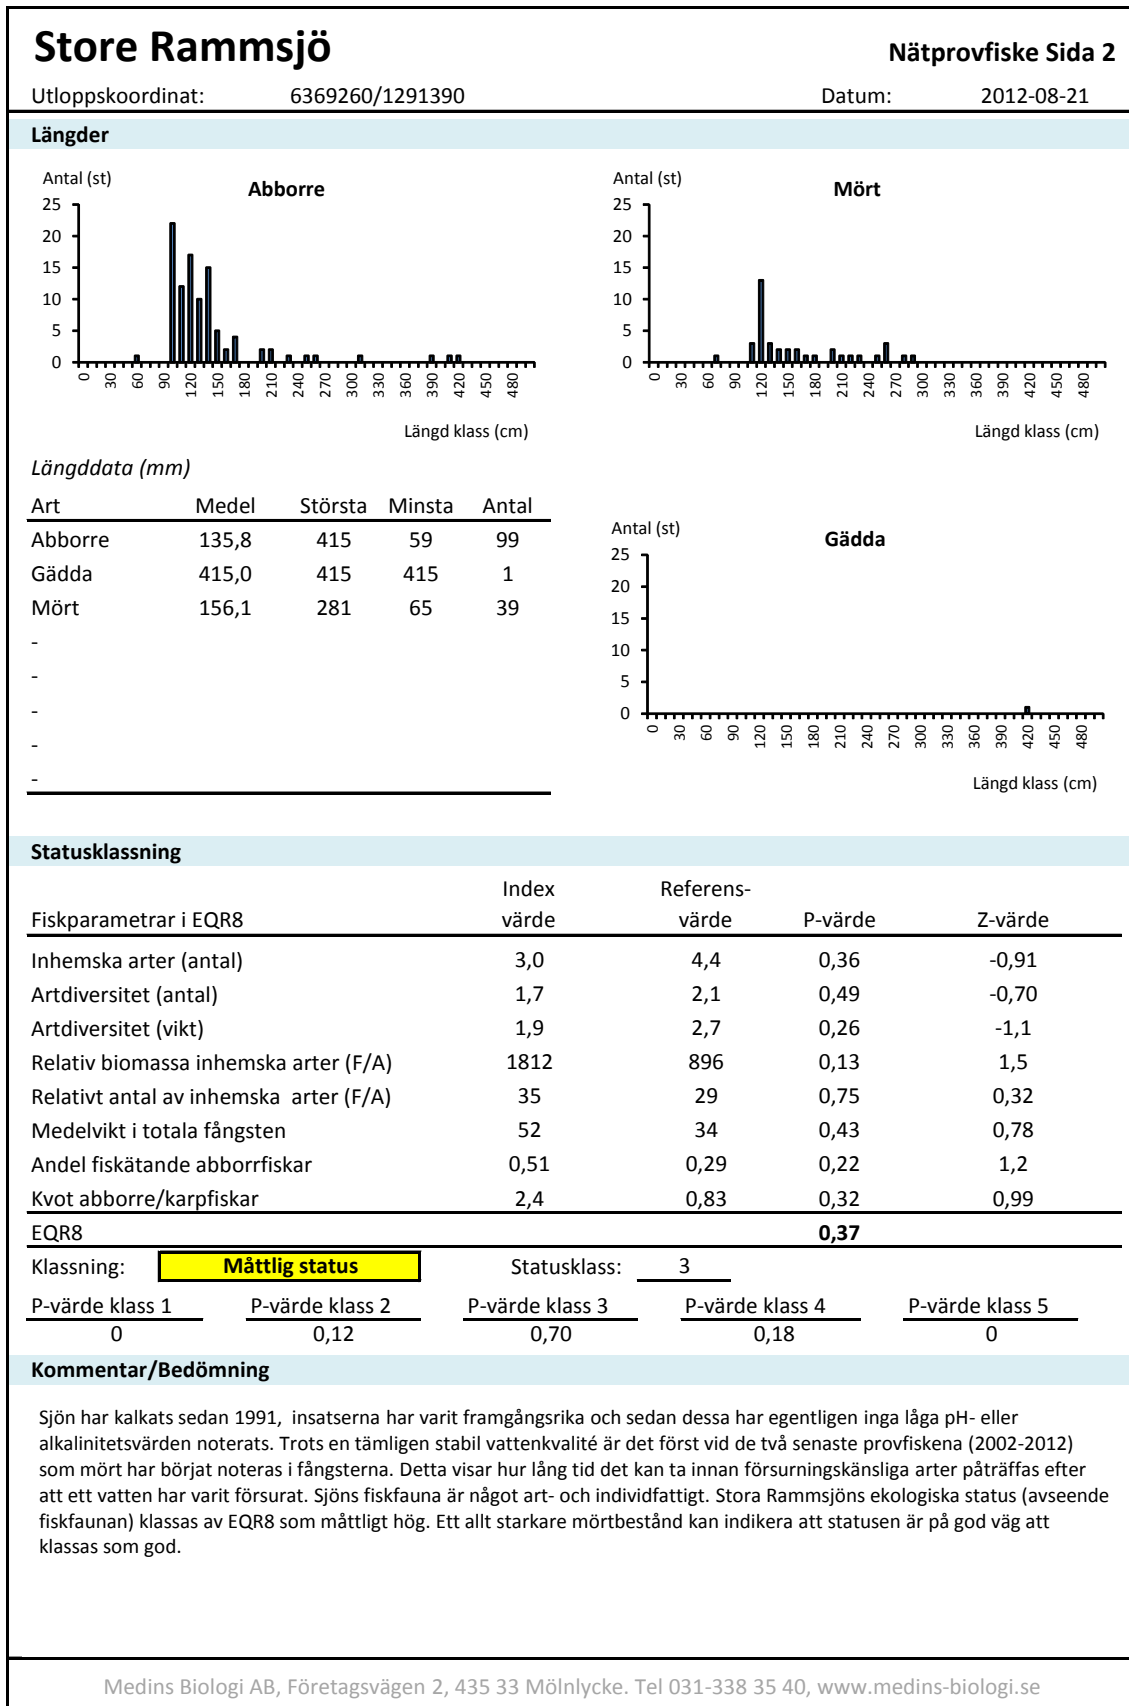 Store Rammsjö
Nätprovfiske Sida 2
Utloppskoordinat: 6369260/1291390 Datum: 2012-08-21
Längder
Antal (st)
Abborre
25
20
15
10
5
0
0 30 60 90 120 150 180 210 240 270 300 330 360 390 420 450 480
Längd klass (cm)
Antal (st)
Mört
25
20
15
10
5
0
0 30 60 90 120 150 180 210 240 270 300 330 360 390 420 450 480
Längd klass (cm)
Längddata (mm)
Art Medel Största Minsta Antal
Abborre 135,8 415 59 99
Gädda 415,0 415 415 1
Mört 156,1 281 65 39
-
-
-
-
-
Antal (st)
Gädda
25
20
15
10
5
0
0 30 60 90 120 150 180 210 240 270 300 330 360 390 420 450 480
Längd klass (cm)
Statusklassning
Index Referens-
Fiskparametrar i EQR8 värde värde P-värde Z-värde
Inhemska arter (antal) 3,0 4,4 0,36 -0,91
Artdiversitet (antal) 1,7 2,1 0,49 -0,70
Artdiversitet (vikt) 1,9 2,7 0,26 -1,1
Relativ biomassa inhemska arter (F/A) 1812 896 0,13 1,5
Relativt antal av inhemska arter (F/A) 35 29 0,75 0,32
Medelvikt i totala fångsten 52 34 0,43 0,78
Andel fiskätande abborrfiskar 0,51 0,29 0,22 1,2
Kvot abborre/karpfiskar 2,4 0,83 0,32 0,99
EQR8 0,37
Klassning: Måttlig status Statusklass: 3
P-värde klass 1 P-värde klass 2 P-värde klass 3 P-värde klass 4 P-värde klass 5
0 0,12 0,70 0,18 0
Kommentar/Bedömning
Sjön har kalkats sedan 1991, insatserna har varit framgångsrika och sedan dessa har egentligen inga låga pH- eller
alkalinitetsvärden noterats. Trots en tämligen stabil vattenkvalité är det först vid de två senaste provfiskena (2002-2012)
som mört har börjat noteras i fångsterna. Detta visar hur lång tid det kan ta innan försurningskänsliga arter påträffas efter
att ett vatten har varit försurat. Sjöns fiskfauna är något art- och individfattigt. Stora Rammsjöns ekologiska status (avseende
fiskfaunan) klassas av EQR8 som måttligt hög. Ett allt starkare mörtbestånd kan indikera att statusen är på god väg att
klassas som god.
Medins Biologi AB, Företagsvägen 2, 435 33 Mölnlycke. Tel 031-338 35 40, www.medins-biologi.se